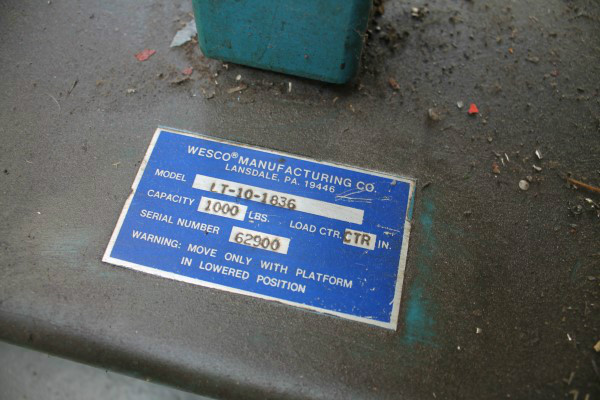 WESCO® MANUFACTURING CO.
LANSDALE, PA. 19446
MODEL LT-10-1836
CAPACITY 1000 LBS. LOAD CTR. CTR IN.
SERIAL NUMBER 62900
WARNING: MOVE ONLY WITH PLATFORM
IN LOWERED POSITION